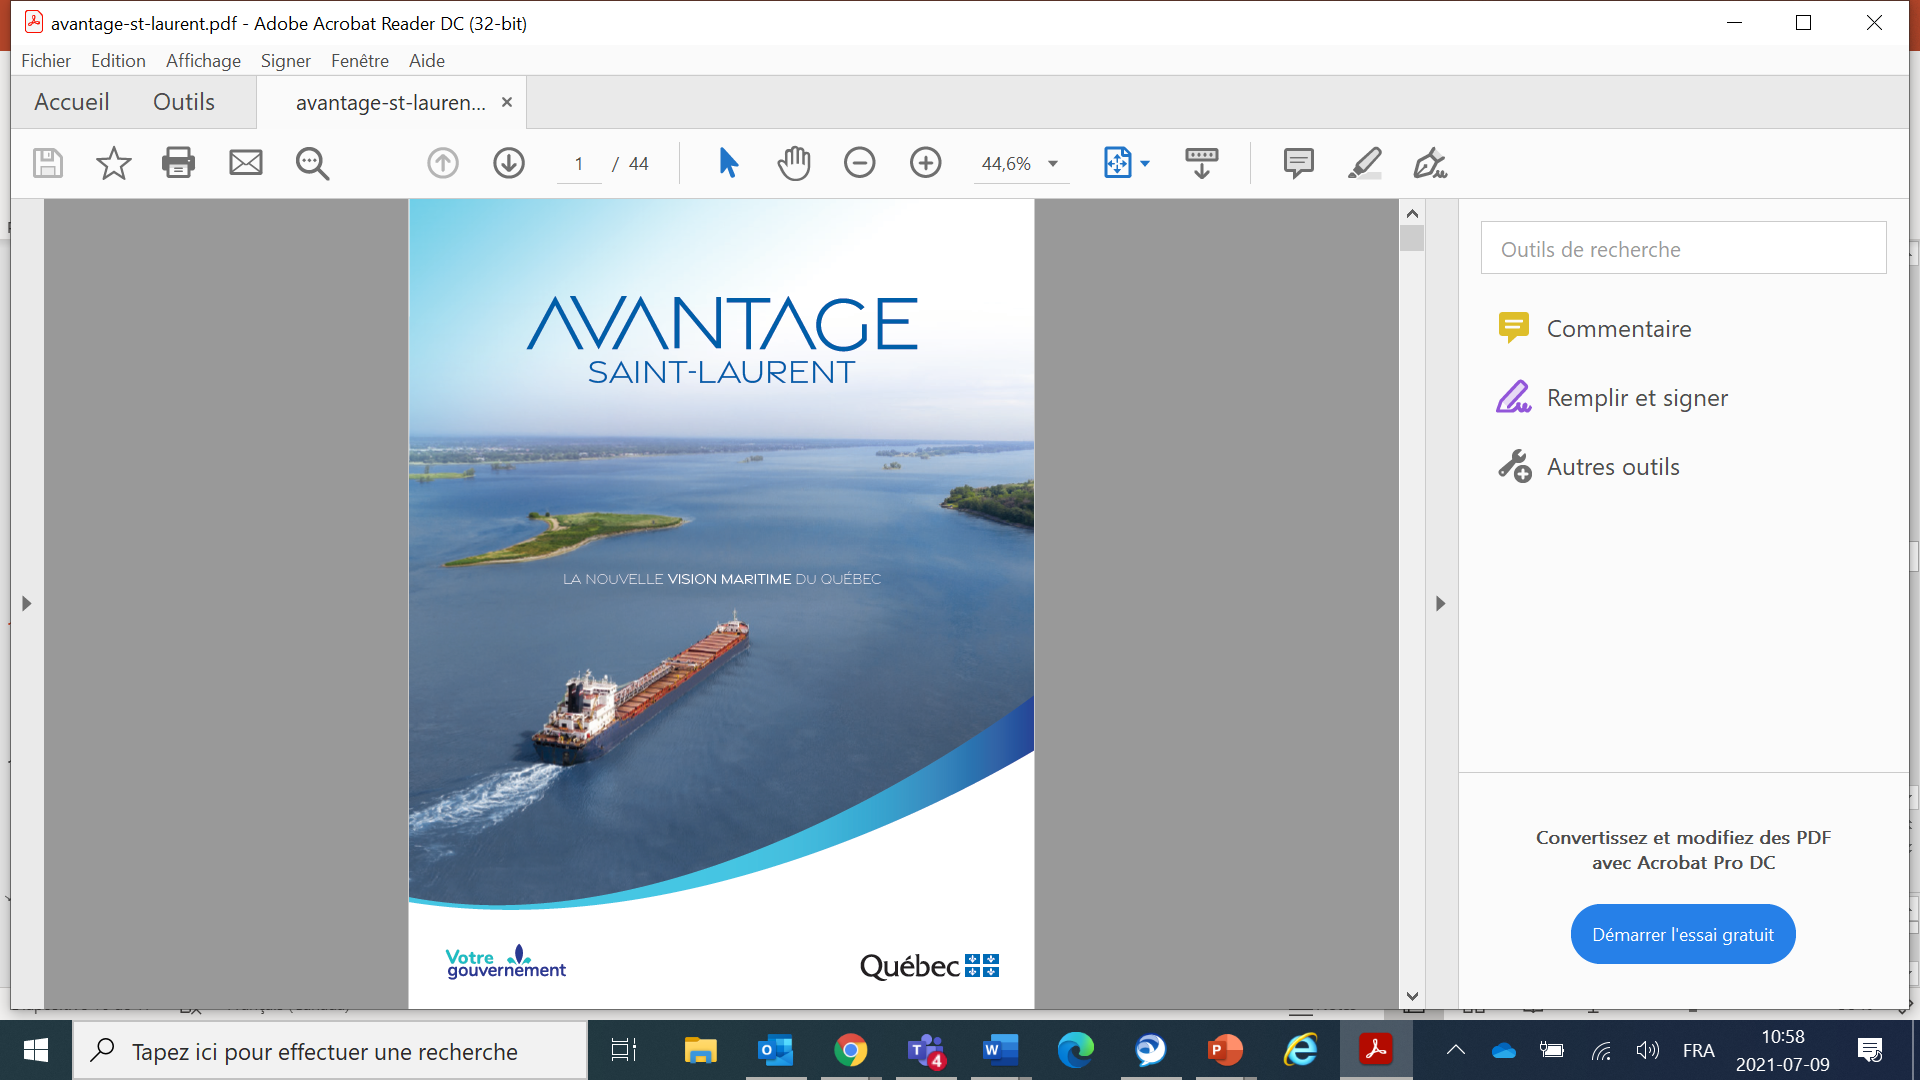 avantage-st-laurent.pdf - Adobe Acrobat Reader DC (32-bit)
Fichier Edition Affichage Signer Fenêtre Aide
Accueil Outils avantage-st-lauren... ×
1 / 44 44,6%
Outils de recherche
Commentaire
Remplir et signer
Autres outils
AVANTAGE
SAINT-LAURENT
LA NOUVELLE VISION MARITIME DU QUÉBEC
Votre
gouvernement
Québec
Convertissez et modifiez des PDF
avec Acrobat Pro DC
Démarrer l'essai gratuit
Tapez ici pour effectuer une recherche
4
FRA
10:58
2021-07-09